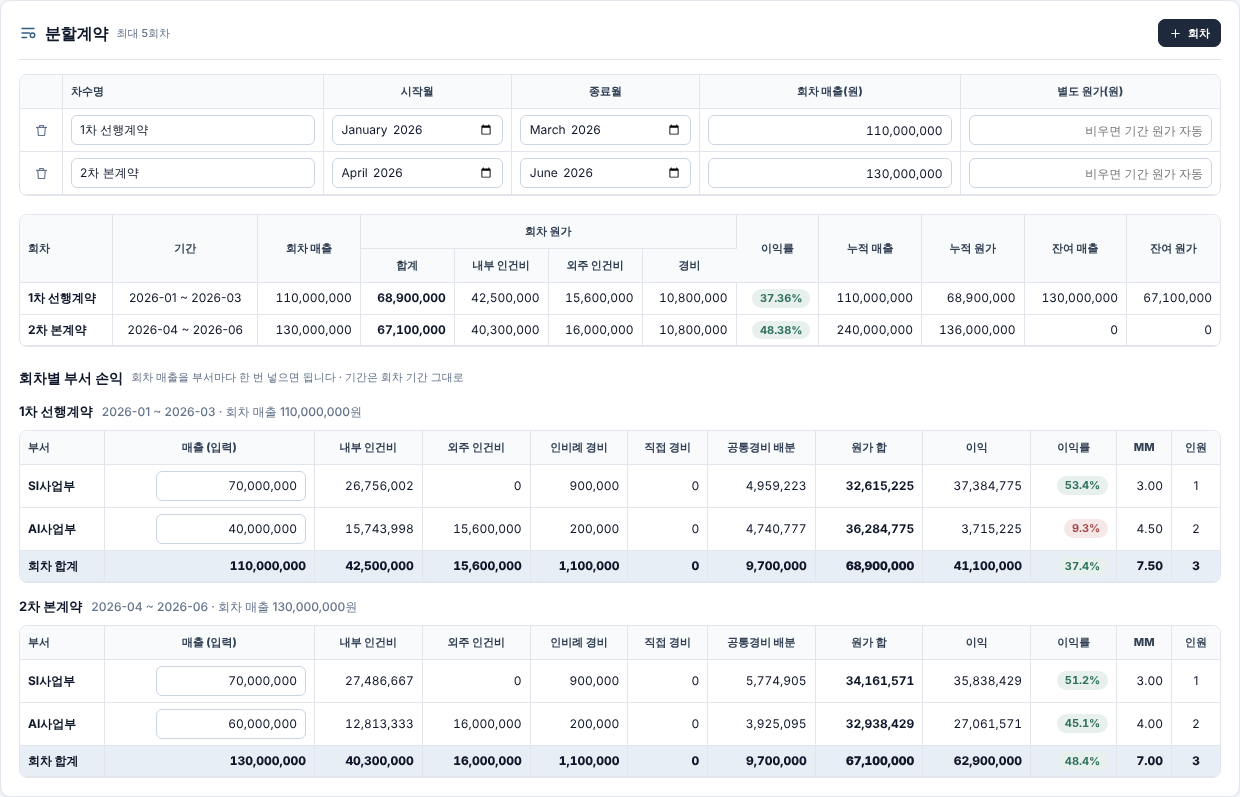 분할계약 최대 5회차 + 회차
차수명 시작월 종료월 회차 매출(원) 별도 원가(원)
1차 선행계약 January 2026 March 2026 110,000,000 비우면 기간 원가 자동
2차 본계약 April 2026 June 2026 130,000,000 비우면 기간 원가 자동
회차 기간 회차 매출 회차 원가 이익률 누적 매출 누적 원가 잔여 매출 잔여 원가
합계 내부 인건비 외주 인건비 경비
1차 선행계약 2026-01 ~ 2026-03 110,000,000 68,900,000 42,500,000 15,600,000 10,800,000 37.36% 110,000,000 68,900,000 130,000,000 67,100,000
2차 본계약 2026-04 ~ 2026-06 130,000,000 67,100,000 40,300,000 16,000,000 10,800,000 48.38% 240,000,000 136,000,000 0 0
회차별 부서 손익 회차 매출을 부서마다 한 번 넣으면 됩니다 · 기간은 회차 기간 그대로
1차 선행계약 2026-01 ~ 2026-03 · 회차 매출 110,000,000원
부서 매출 (입력) 내부 인건비 외주 인건비 인비례 경비 직접 경비 공통경비 배분 원가 합 이익 이익률 MM 인원
SI사업부 70,000,000 26,756,002 0 900,000 0 4,959,223 32,615,225 37,384,775 53.4% 3.00 1
AI사업부 40,000,000 15,743,998 15,600,000 200,000 0 4,740,777 36,284,775 3,715,225 9.3% 4.50 2
회차 합계 110,000,000 42,500,000 15,600,000 1,100,000 0 9,700,000 68,900,000 41,100,000 37.4% 7.50 3
2차 본계약 2026-04 ~ 2026-06 · 회차 매출 130,000,000원
부서 매출 (입력) 내부 인건비 외주 인건비 인비례 경비 직접 경비 공통경비 배분 원가 합 이익 이익률 MM 인원
SI사업부 70,000,000 27,486,667 0 900,000 0 5,774,905 34,161,571 35,838,429 51.2% 3.00 1
AI사업부 60,000,000 12,813,333 16,000,000 200,000 0 3,925,095 32,938,429 27,061,571 45.1% 4.00 2
회차 합계 130,000,000 40,300,000 16,000,000 1,100,000 0 9,700,000 67,100,000 62,900,000 48.4% 7.00 3